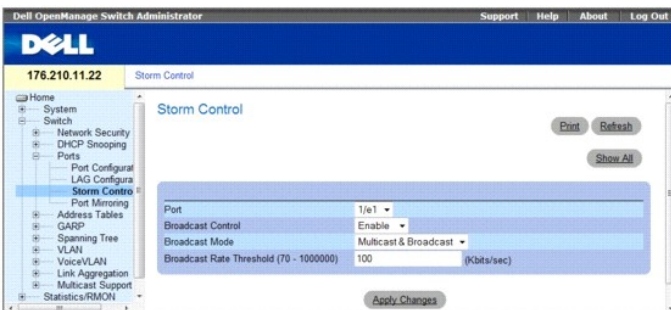 Dell OpenManage Switch Administrator
Support Help About Log Out
DELL
176.210.11.22
Storm Control
Home
System
Switch
Network Security
DHCP Snooping
Ports
Port Configurat
LAG Configura
Storm Contro
Port Mirroring
Address Tables
GARP
Spanning Tree
VLAN
VoiceVLAN
Link Aggregation
Multicast Support
Statistics/RMON
Storm Control
Print Refresh
Show All
Port 1/e1
Broadcast Control Enable
Broadcast Mode Multicast & Broadcast
Broadcast Rate Threshold (70 - 1000000) 100 (Kbits/sec)
Apply Changes